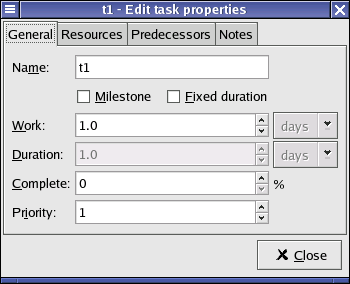 t1 - Edit task properties
General Resources Predecessors Notes
Name: t1
Milestone Fixed duration
Work: 1.0 days
Duration: 1.0 days
Complete: 0 %
Priority: 1
Close